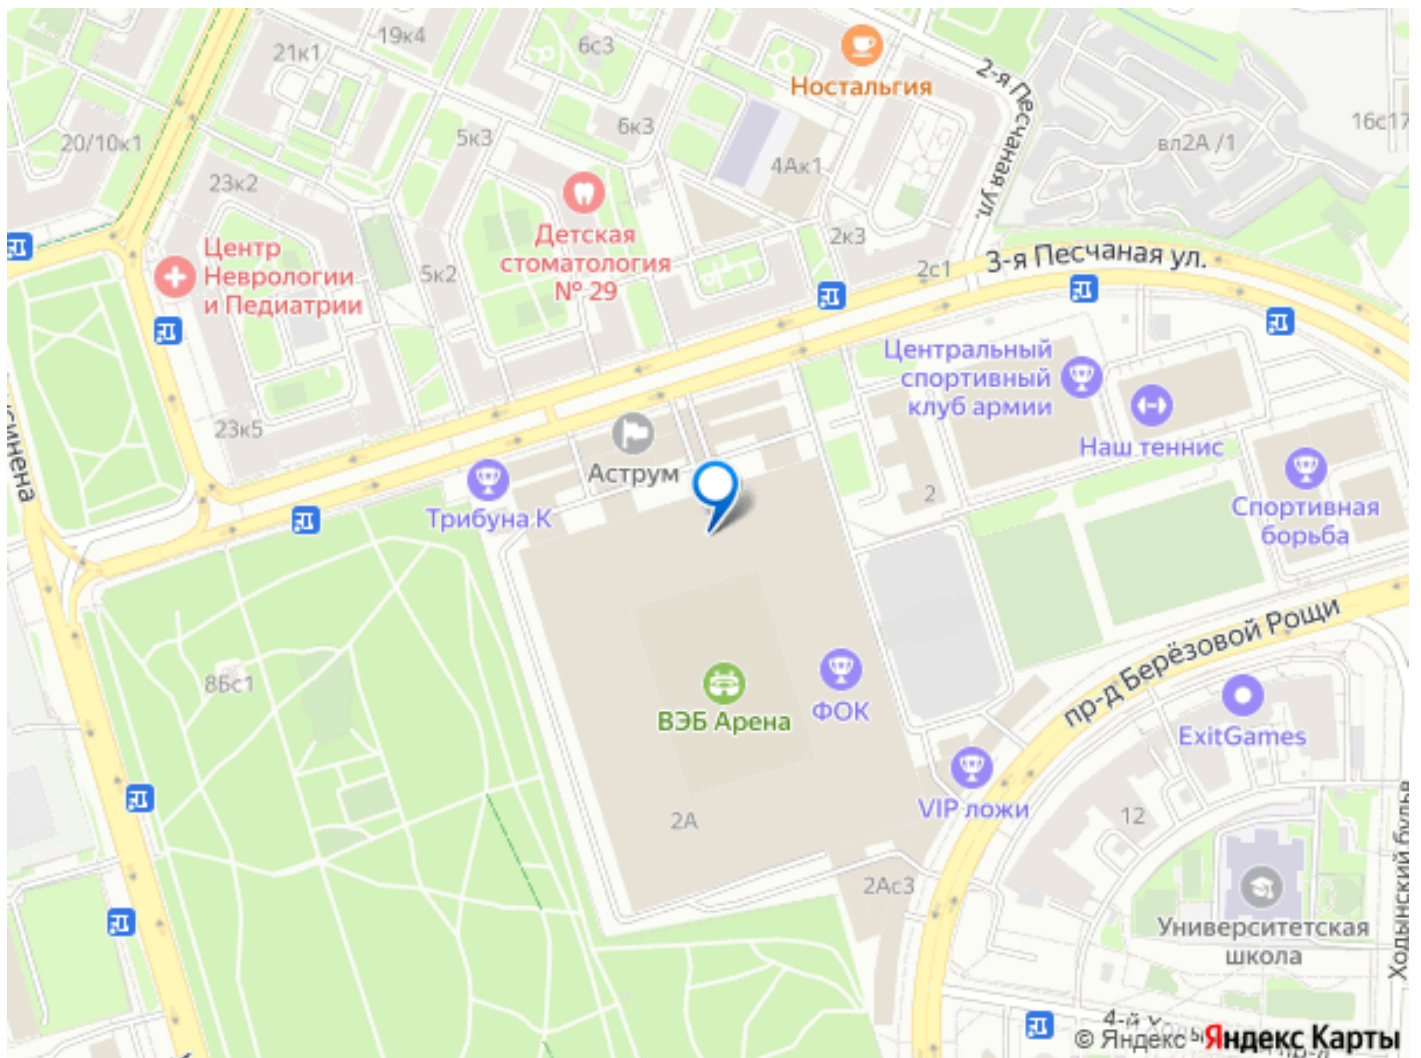 19к4
21к1
6с3
Ностальгия
2-я Песчаная ул.
16с17
20/10к1
5к3
6к3
4Ак1
вл2А /1
23к2
Детская
стоматология
№ 29
Центр
Неврологии
и Педиатрии
5к2
2к3
2с1
3-я Песчаная ул.
Центральный
спортивный
клуб армии
Наш теннис
23к5
Аструм
Трибуна К
2
Спортивная
борьба
пр-д Берёзовой Рощи
8Бс1
ВЭБ Арена
ФОК
ExitGames
VIP ложи
2А
12
2Ас3
Университетская
школа
Ходынский
4-й
© Яндекс
Яндекс Карты